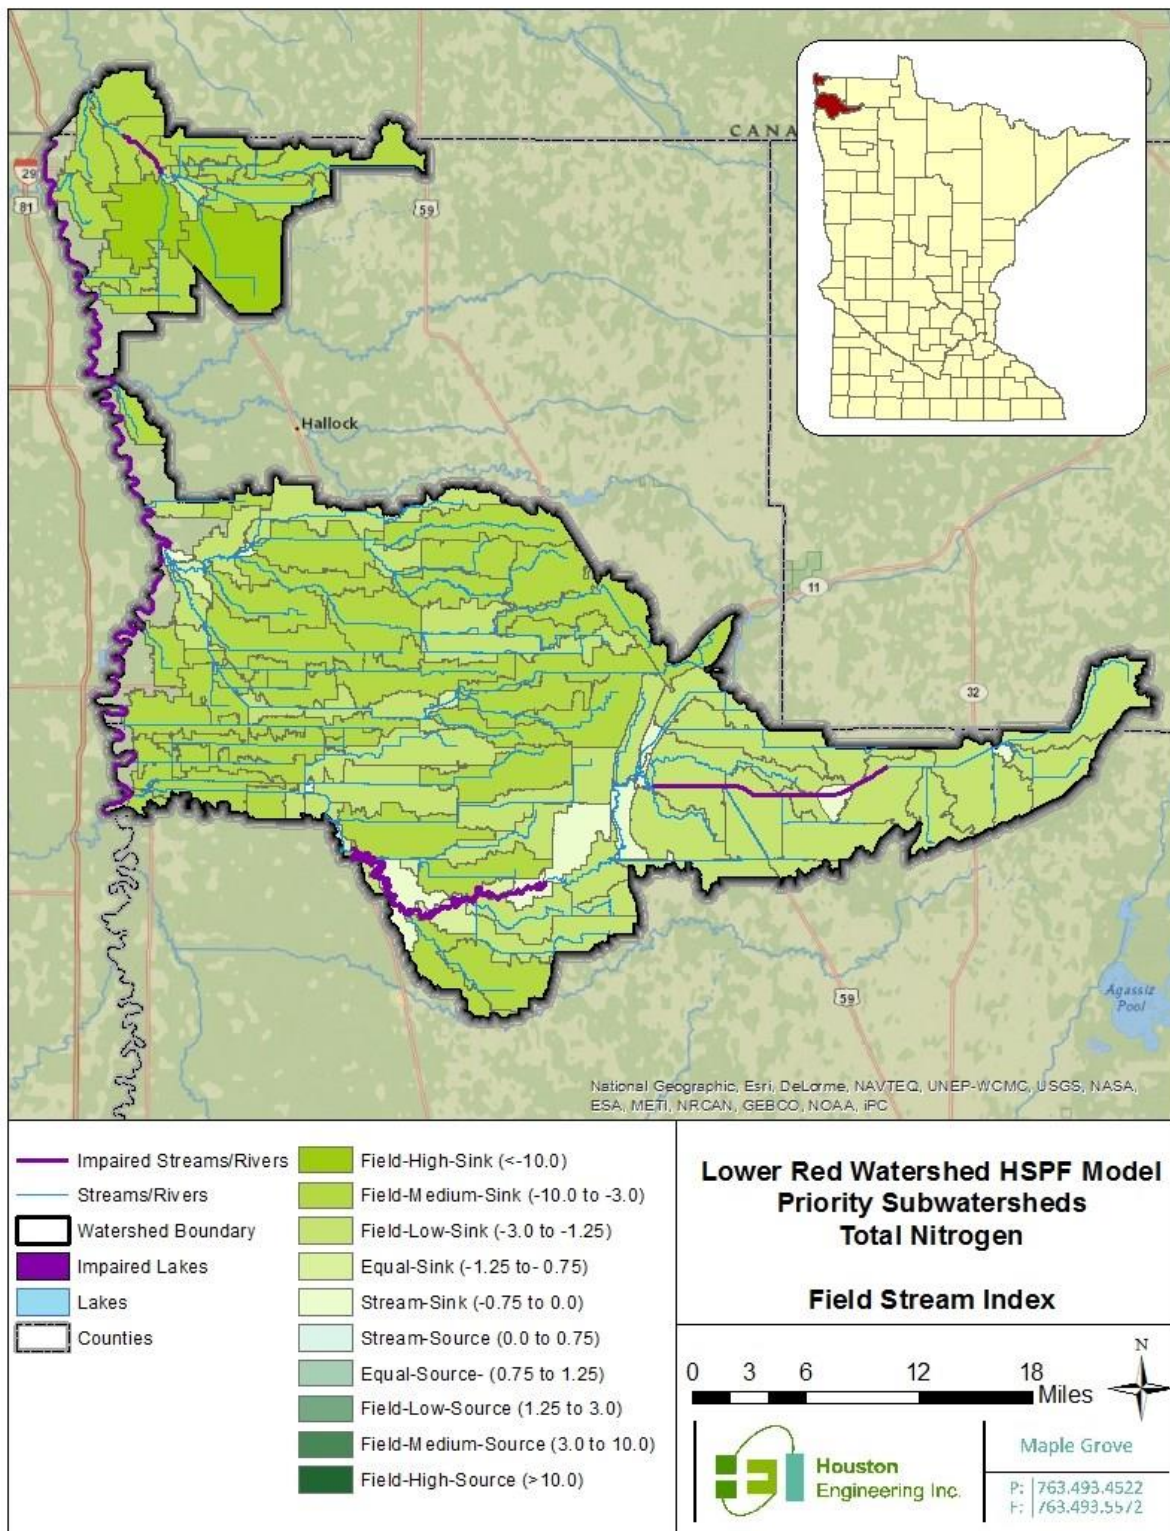 CANA
29
81
59
Hallock
11
32
59
Agassiz
Pool
National Geographic, Esri, DeLorme, NAVTEQ, UNEP-WCMC, USGS, NASA,
ESA, METI, NRCAN, GEBCO, NOAA, iPC
Impaired Streams/Rivers
Streams/Rivers
Watershed Boundary
Impaired Lakes
Lakes
Counties
Field-High-Sink (<-10.0)
Field-Medium-Sink (-10.0 to -3.0)
Field-Low-Sink (-3.0 to -1.25)
Equal-Sink (-1.25 to- 0.75)
Stream-Sink (-0.75 to 0.0)
Stream-Source (0.0 to 0.75)
Equal-Source- (0.75 to 1.25)
Field-Low-Source (1.25 to 3.0)
Field-Medium-Source (3.0 to 10.0)
Field-High-Source (>10.0)
Lower Red Watershed HSPF Model
Priority Subwatersheds
Total Nitrogen
Field Stream Index
0 3 6 12 18
Miles
N
Houston
Engineering Inc.
Maple Grove
P: 763.493.4522
F: 763.493.5572